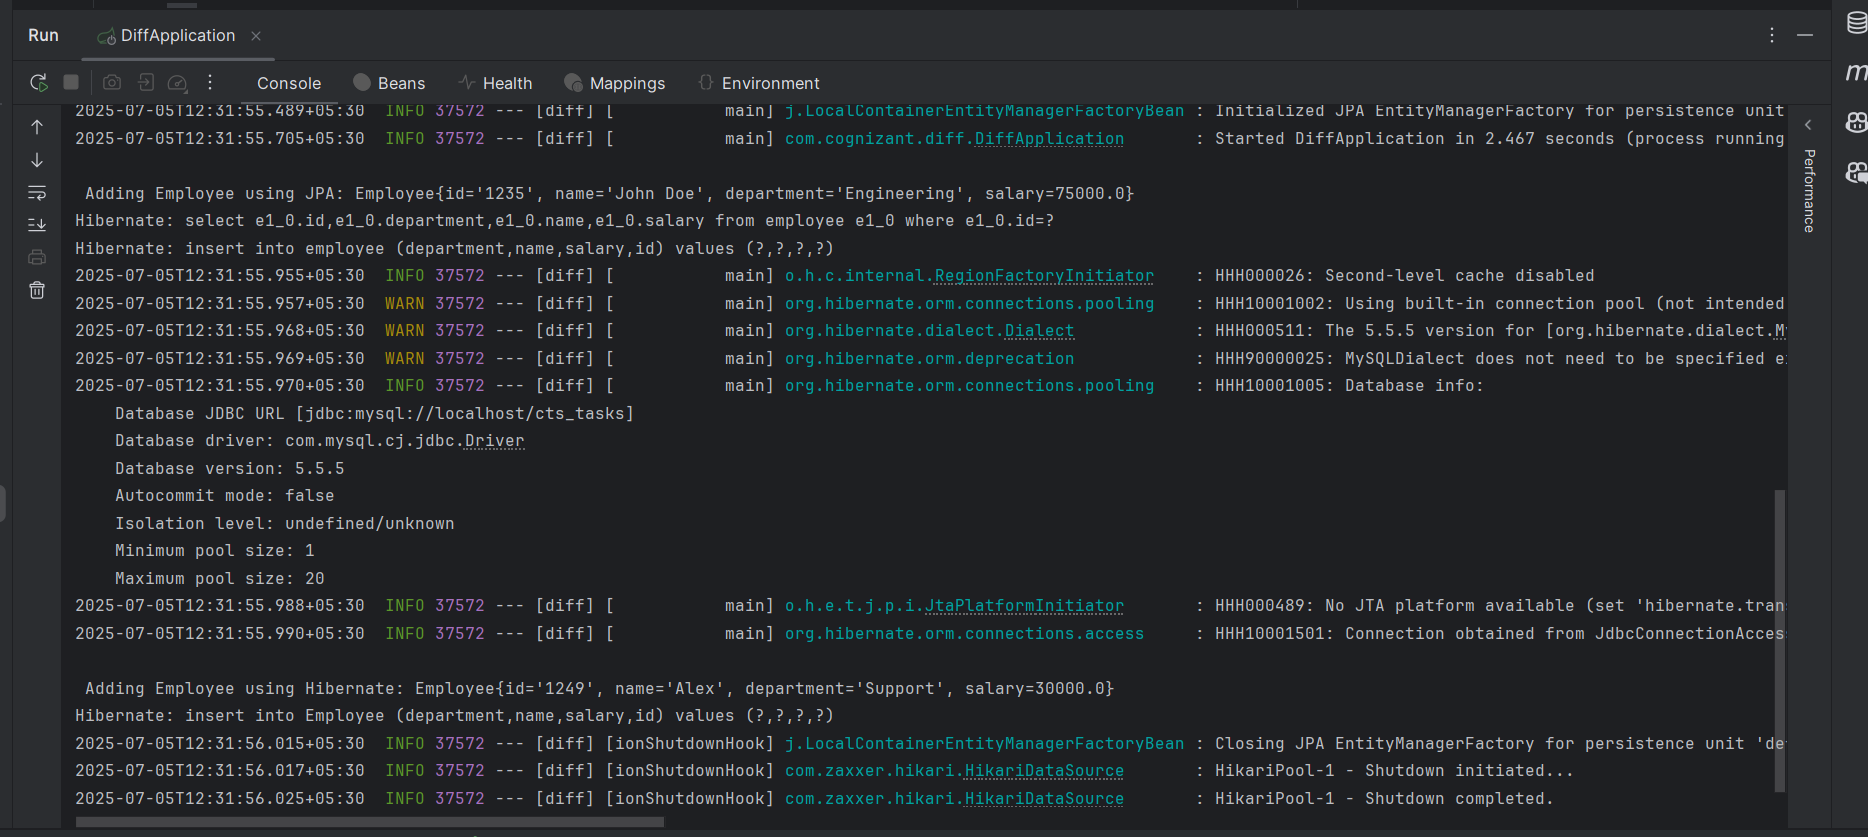 Run DiffApplication
Console Beans Health Mappings Environment
2025-07-05T12:31:55.489+05:30  INFO 37572 --- [diff] [           main] j.LocalContainerEntityManagerFactoryBean : Initialized JPA EntityManagerFactory for persistence unit
2025-07-05T12:31:55.705+05:30  INFO 37572 --- [diff] [           main] com.cognizant.diff.DiffApplication       : Started DiffApplication in 2.467 seconds (process running
Performance
 Adding Employee using JPA: Employee{id='1235', name='John Doe', department='Engineering', salary=75000.0}
Hibernate: select e1_0.id,e1_0.department,e1_0.name,e1_0.salary from employee e1_0 where e1_0.id=?
Hibernate: insert into employee (department,name,salary,id) values (?,?,?,?)
2025-07-05T12:31:55.955+05:30  INFO 37572 --- [diff] [           main] o.h.c.internal.RegionFactoryInitiator    : HHH000026: Second-level cache disabled
2025-07-05T12:31:55.957+05:30  WARN 37572 --- [diff] [           main] org.hibernate.orm.connections.pooling    : HHH10001002: Using built-in connection pool (not intended
2025-07-05T12:31:55.968+05:30  WARN 37572 --- [diff] [           main] org.hibernate.dialect.Dialect            : HHH000511: The 5.5.5 version for [org.hibernate.dialect.M
2025-07-05T12:31:55.969+05:30  WARN 37572 --- [diff] [           main] org.hibernate.orm.deprecation            : HHH90000025: MySQLDialect does not need to be specified e
2025-07-05T12:31:55.970+05:30  INFO 37572 --- [diff] [           main] org.hibernate.orm.connections.pooling    : HHH10001005: Database info:
    Database JDBC URL [jdbc:mysql://localhost/cts_tasks]
    Database driver: com.mysql.cj.jdbc.Driver
    Database version: 5.5.5
    Autocommit mode: false
    Isolation level: undefined/unknown
    Minimum pool size: 1
    Maximum pool size: 20
2025-07-05T12:31:55.988+05:30  INFO 37572 --- [diff] [           main] o.h.e.t.j.p.i.JtaPlatformInitiator       : HHH000489: No JTA platform available (set 'hibernate.tran
2025-07-05T12:31:55.990+05:30  INFO 37572 --- [diff] [           main] org.hibernate.orm.connections.access     : HHH10001501: Connection obtained from JdbcConnectionAcces
 Adding Employee using Hibernate: Employee{id='1249', name='Alex', department='Support', salary=30000.0}
Hibernate: insert into Employee (department,name,salary,id) values (?,?,?,?)
2025-07-05T12:31:56.015+05:30  INFO 37572 --- [diff] [ionShutdownHook] j.LocalContainerEntityManagerFactoryBean : Closing JPA EntityManagerFactory for persistence unit 'de
2025-07-05T12:31:56.017+05:30  INFO 37572 --- [diff] [ionShutdownHook] com.zaxxer.hikari.HikariDataSource       : HikariPool-1 - Shutdown initiated...
2025-07-05T12:31:56.025+05:30  INFO 37572 --- [diff] [ionShutdownHook] com.zaxxer.hikari.HikariDataSource       : HikariPool-1 - Shutdown completed.